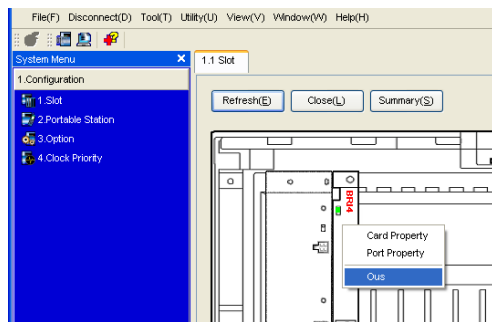 File(F) Disconnect(D) Tool(T) Utility(U) View(V) Window(W) Help(H)
System Menu
1.1 Slot
1.Configuration
1.Slot
2.Portable Station
3.Option
4.Clock Priority
Refresh(E) Close(L) Summary(S)
BRI4
Card Property
Port Property
Ous